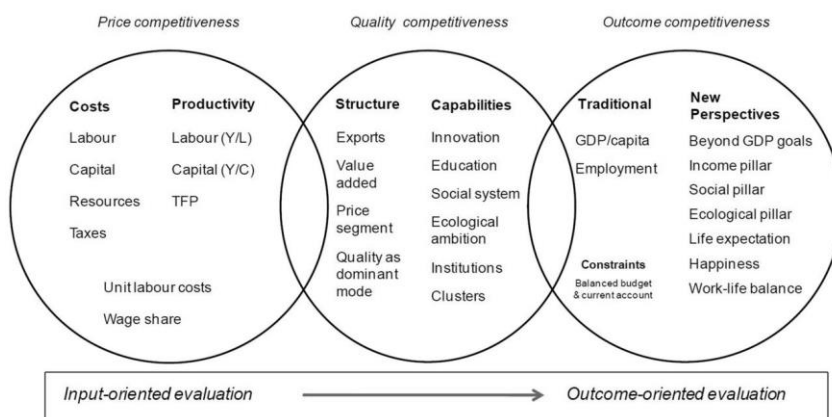 Price competitiveness
Quality competitiveness
Outcome competitiveness
Costs
Labour
Capital
Resources
Taxes
Productivity
Labour (Y/L)
Capital (Y/C)
TFP
Unit labour costs
Wage share
Structure
Exports
Value
added
Price
segment
Quality as
dominant
mode
Capabilities
Innovation
Education
Social system
Ecological
ambition
Institutions
Clusters
Traditional
GDP/capita
Employment
Constraints
Balanced budget
& current account
New
Perspectives
Beyond GDP goals
Income pillar
Social pillar
Ecological pillar
Life expectation
Happiness
Work-life balance
Input-oriented evaluation
Outcome-oriented evaluation